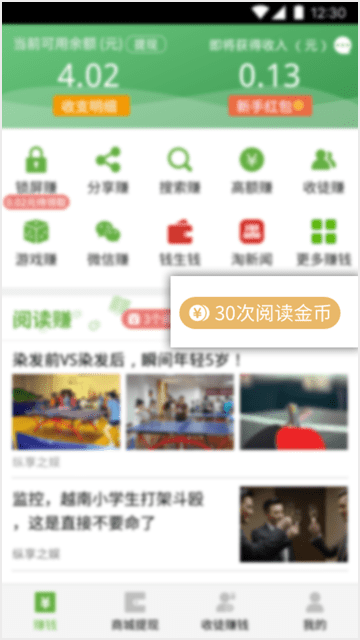 12:30
当前可用余额 (元) 提现
即将获得收入 (元)
4.02
0.13
收支明细
新手红包
锁屏赚
分享赚
搜索赚
高额赚
收徒赚
0.02元待领取
游戏赚
微信赚
钱生钱
淘新闻
更多赚钱
阅读赚
30次阅读金币
染发前VS染发后，瞬间年轻5岁！
纵享之娱
监控，越南小学生打架斗殴
，这是直接不要命了
纵享之娱
赚钱
商城提现
收徒赚钱
我的